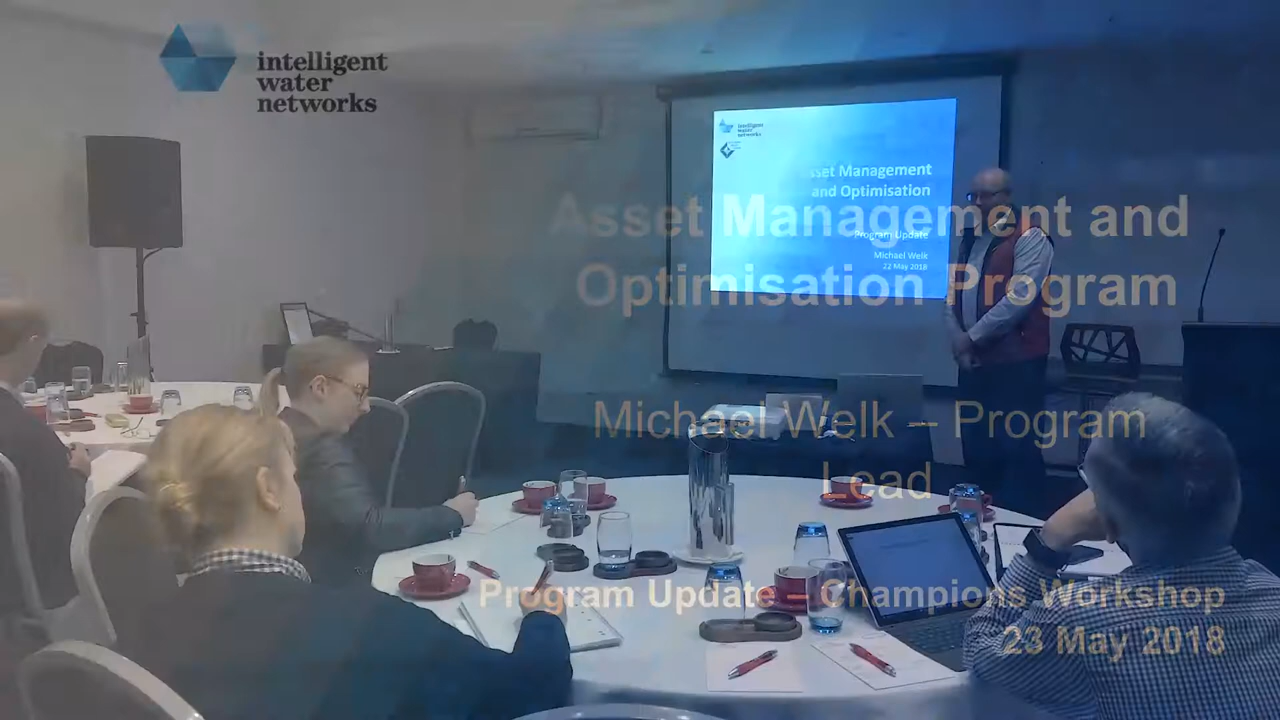 intelligent
water
networks
intelligent
water
networks
sset Management
and Optimisation
Program Update
Michael Welk
22 May 2018
Asset Management and
Optimisation Program
Michael Welk – Program
Lead
Program Update – Champions Workshop
23 May 2018